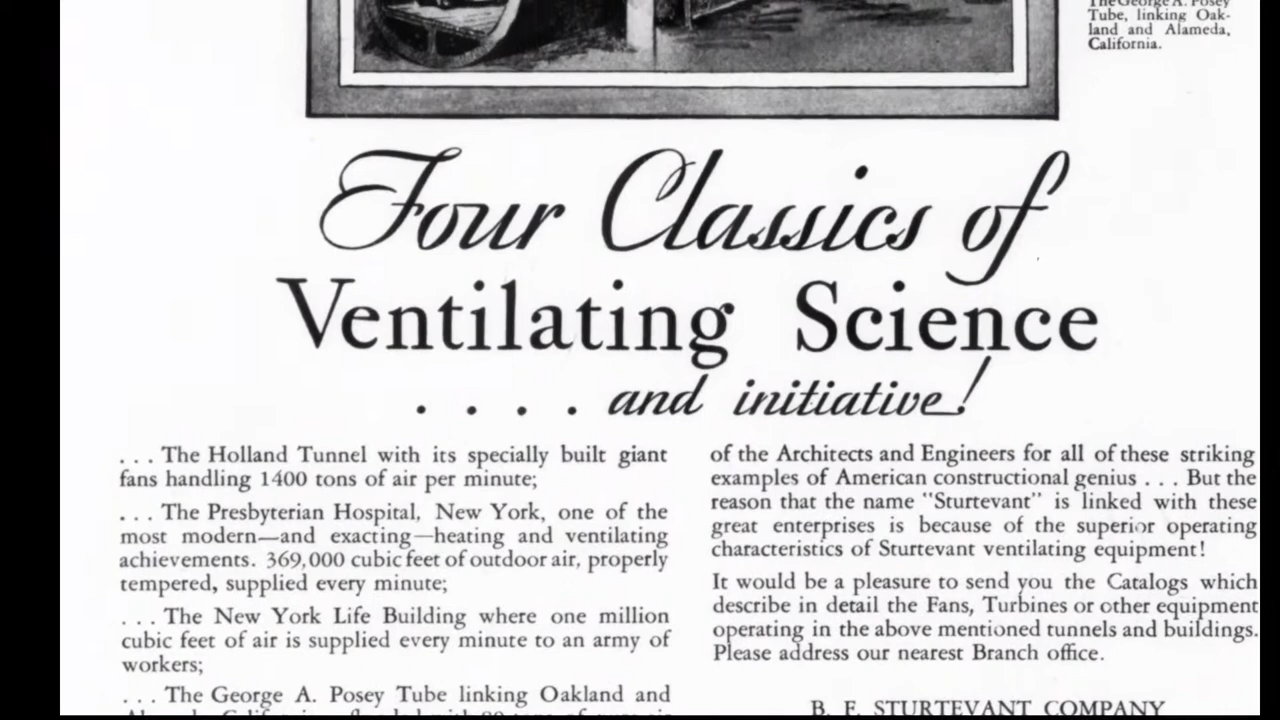 The George A. Posey
Tube, linking Oak-
land and Alameda,
California.
Four Classics of
Ventilating Science
. . . . and initiative!
. . . The Holland Tunnel with its specially built giant
fans handling 1400 tons of air per minute;
. . . The Presbyterian Hospital, New York, one of the
most modern—and exacting—heating and ventilating
achievements. 369,000 cubic feet of outdoor air, properly
tempered, supplied every minute;
. . . The New York Life Building where one million
cubic feet of air is supplied every minute to an army of
workers;
. . . The George A. Posey Tube linking Oakland and
of the Architects and Engineers for all of these striking
examples of American constructional genius . . . But the
reason that the name "Sturtevant" is linked with these
great enterprises is because of the superior operating
characteristics of Sturtevant ventilating equipment!
It would be a pleasure to send you the Catalogs which
describe in detail the Fans, Turbines or other equipment
operating in the above mentioned tunnels and buildings.
Please address our nearest Branch office.
B. F. STURTEVANT COMPANY